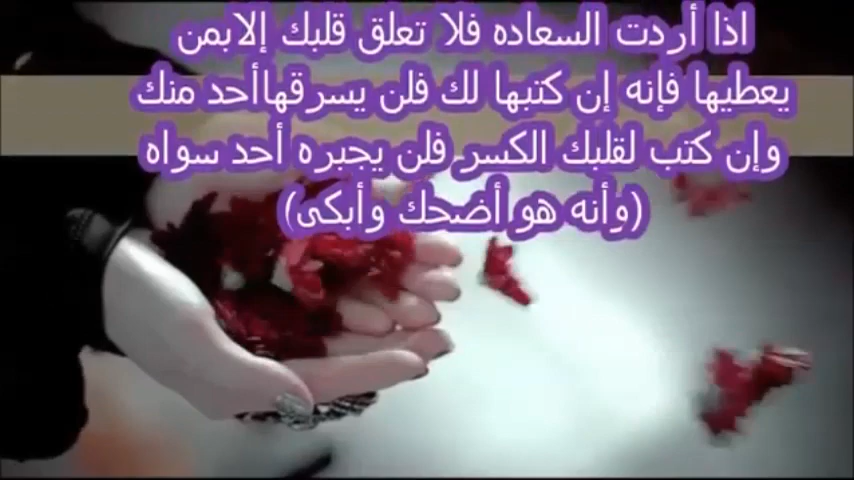 اذا أردت السعاده فلا تعلق قلبك إلابمن
يعطيها فإنه إن كتبها لك فلن يسرقهاأحد منك
وإن كتب لقلبك الكسر فلن يجبره أحد سواه
(وأنه هو أضحك وأبكى)